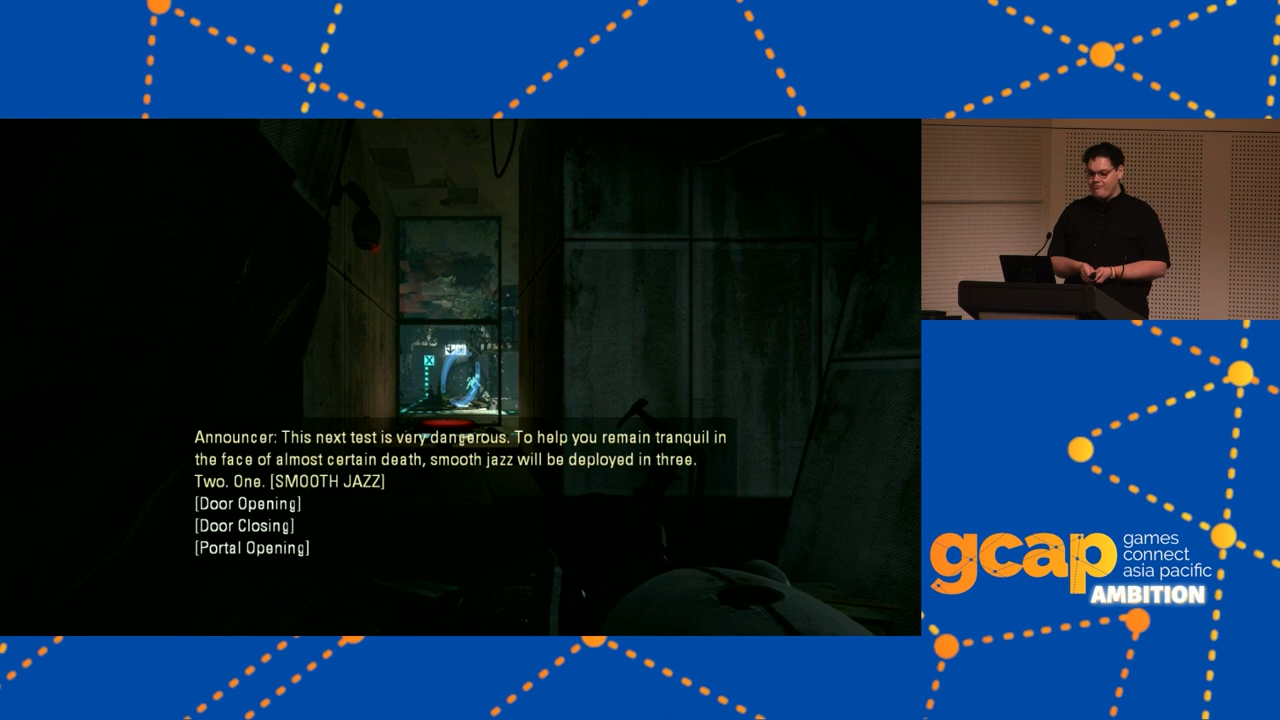 Announcer: This next test is very dangerous. To help you remain tranquil in
the face of almost certain death, smooth jazz will be deployed in three.
Two. One. [SMOOTH JAZZ]
[Door Opening]
[Door Closing]
[Portal Opening]
gcap
games
connect
asia pacific
AMBITION